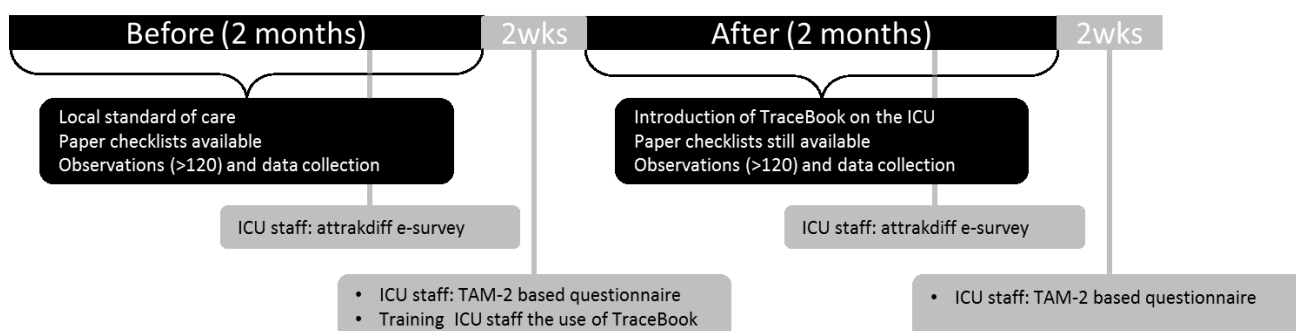 Before (2 months)
2wks
After (2 months)
2wks
Local standard of care
Paper checklists available
Observations (>120) and data collection
Introduction of TraceBook on the ICU
Paper checklists still available
Observations (>120) and data collection
ICU staff: attrakdiff e-survey
ICU staff: attrakdiff e-survey
• ICU staff: TAM-2 based questionnaire
• Training ICU staff the use of TraceBook
• ICU staff: TAM-2 based questionnaire